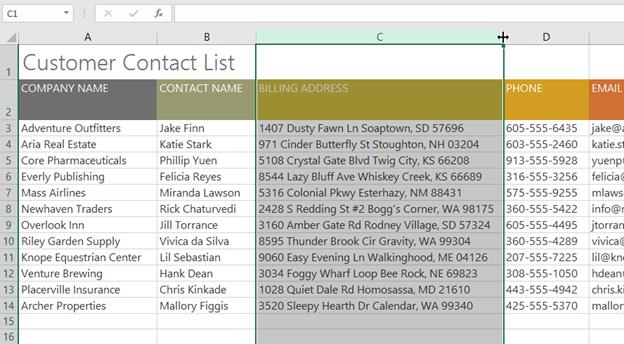 C1 fx
A B C D
1 Customer Contact List
2 COMPANY NAME CONTACT NAME BILLING ADDRESS PHONE EMAIL
3 Adventure Outfitters Jake Finn 1407 Dusty Fawn Ln Soaptown, SD 57696 605-555-6435 jake@a
4 Aria Real Estate Katie Stark 971 Cinder Butterfly St Stoughton, NH 03204 603-555-2460 katie.st
5 Core Pharmaceuticals Phillip Yuen 5108 Crystal Gate Blvd Twig City, KS 66208 913-555-5928 yuenp
6 Everly Publishing Felicia Reyes 8544 Lazy Bluff Ave Whiskey Creek, KS 66689 316-555-3256 felicia@
7 Mass Airlines Miranda Lawson 5316 Colonial Pkwy Esterhazy, NM 88431 575-555-9255 mlaws
8 Newhaven Traders Rick Chaturvedi 2428 S Redding St #2 Bogg's Corner, WA 98175 360-555-5422 info@n
9 Overlook Inn Jill Torrance 3160 Amber Gate Rd Rodney Village, SD 57324 605-555-4495 jtorran
10 Riley Garden Supply Vivica da Silva 8595 Thunder Brook Cir Gravity, WA 99304 360-555-4289 vivica@
11 Knope Equestrian Center Lil Sebastian 9060 Easy Evening Ln Walkinghood, ME 04126 207-555-7225 lil@kn
12 Venture Brewing Hank Dean 3034 Foggy Wharf Loop Bee Rock, NE 69823 308-555-1050 hdean
13 Placerville Insurance Chris Kinkade 1028 Quiet Dale Rd Homosassa, MD 21610 443-555-4942 chris.ki
14 Archer Properties Mallory Figgis 3520 Sleepy Hearth Dr Calendar, WA 99340 425-555-5370 mallor
15
16